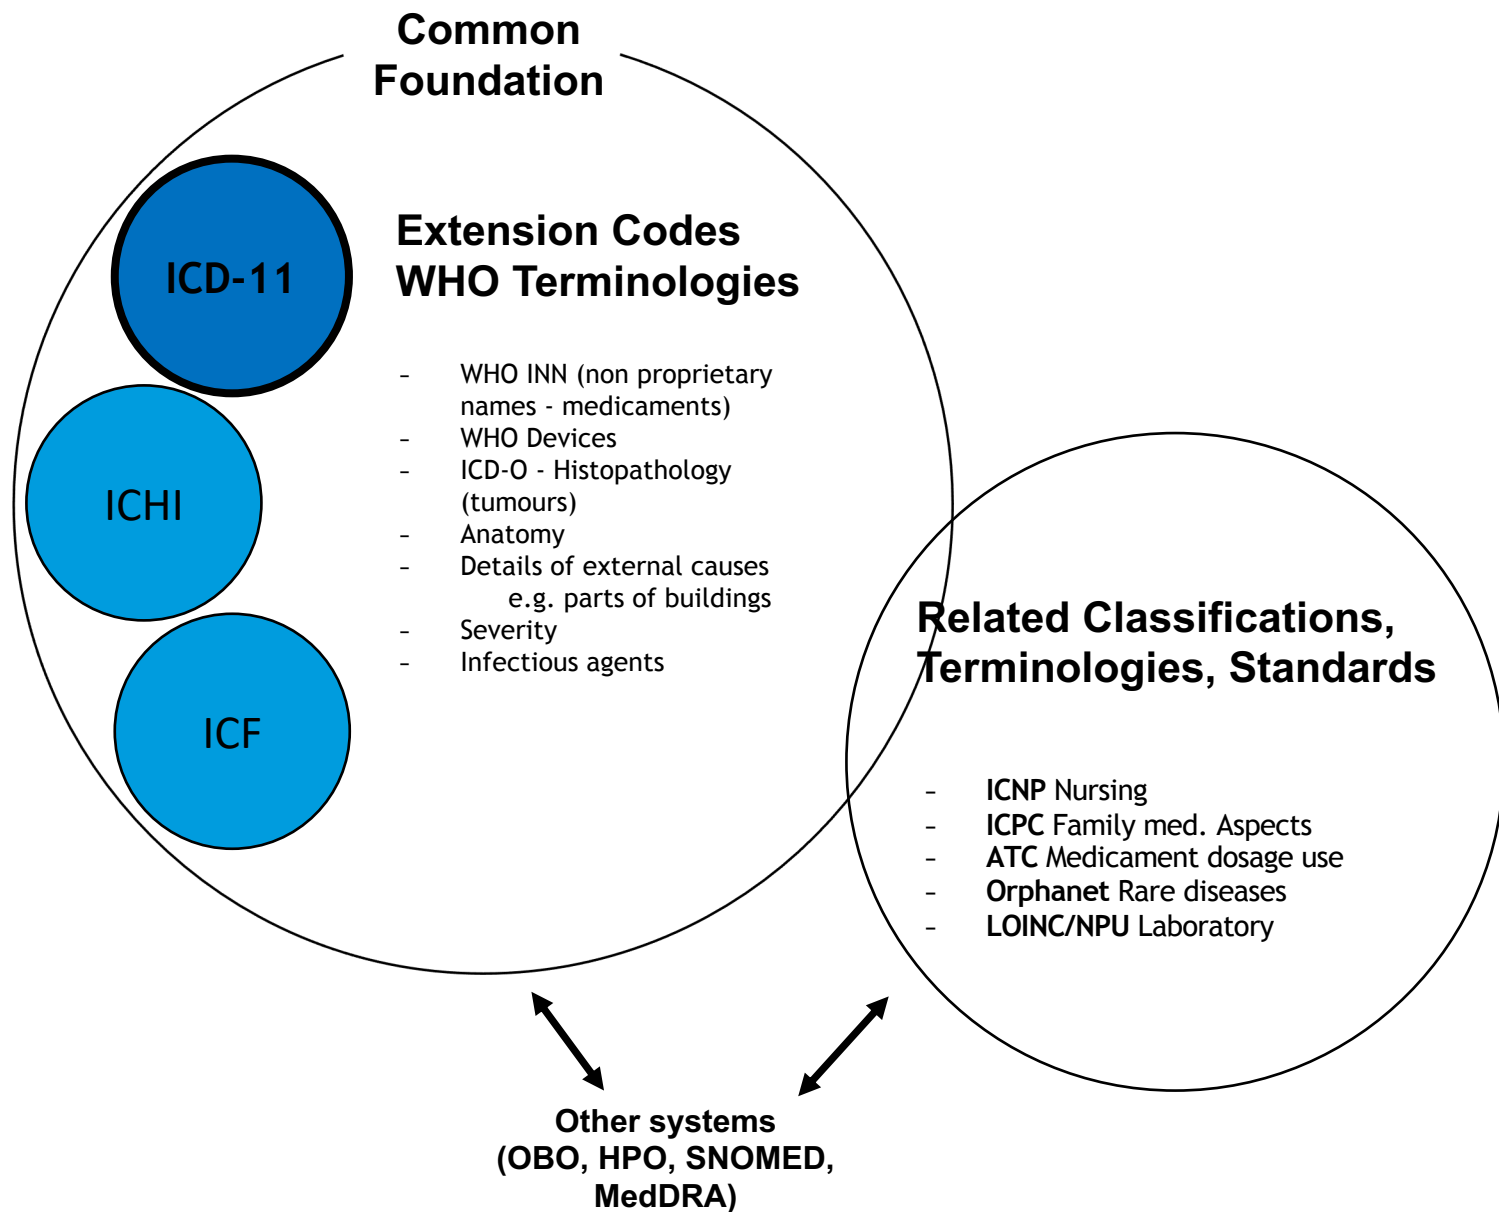 Common
Foundation
ICD-11
ICHI
ICF
Extension Codes
WHO Terminologies
– WHO INN (non proprietary
names - medicaments)
– WHO Devices
– ICD-O - Histopathology
(tumours)
– Anatomy
– Details of external causes
e.g. parts of buildings
– Severity
– Infectious agents
Related Classifications,
Terminologies, Standards
– ICNP Nursing
– ICPC Family med. Aspects
– ATC Medicament dosage use
– Orphanet Rare diseases
– LOINC/NPU Laboratory
Other systems
(OBO, HPO, SNOMED,
MedDRA)